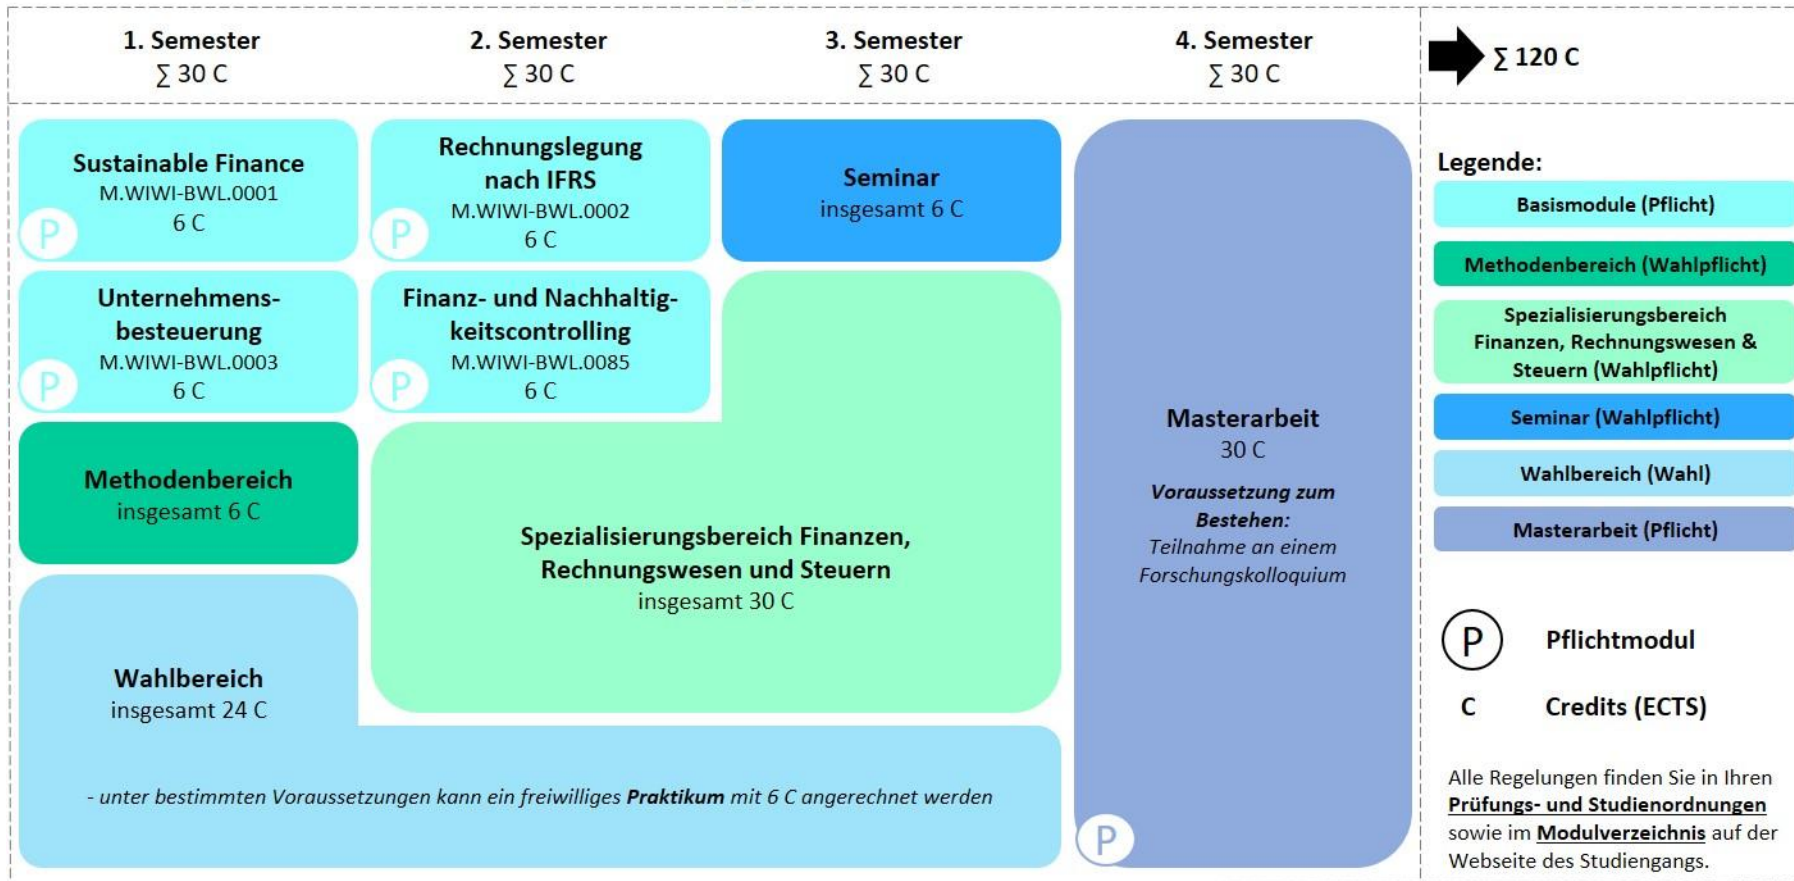 1. Semester
∑ 30 C
2. Semester
∑ 30 C
3. Semester
∑ 30 C
4. Semester
∑ 30 C
∑ 120 C
Sustainable Finance
M.WIWI-BWL.0001
6 C
P
Rechnungslegung
nach IFRS
M.WIWI-BWL.0002
6 C
P
Seminar
insgesamt 6 C
Unternehmens-
besteuerung
M.WIWI-BWL.0003
6 C
P
Finanz- und Nachhaltig-
keitscontrolling
M.WIWI-BWL.0085
6 C
P
Methodenbereich
insgesamt 6 C
Spezialisierungsbereich Finanzen,
Rechnungswesen und Steuern
insgesamt 30 C
Wahlbereich
insgesamt 24 C
- unter bestimmten Voraussetzungen kann ein freiwilliges Praktikum mit 6 C angerechnet werden
Masterarbeit
30 C
Voraussetzung zum
Bestehen:
Teilnahme an einem
Forschungskolloquium
P
Legende:
Basismodule (Pflicht)
Methodenbereich (Wahlpflicht)
Spezialisierungsbereich
Finanzen, Rechnungswesen &
Steuern (Wahlpflicht)
Seminar (Wahlpflicht)
Wahlbereich (Wahl)
Masterarbeit (Pflicht)
P Pflichtmodul
C Credits (ECTS)
Alle Regelungen finden Sie in Ihren
Prüfungs- und Studienordnungen
sowie im Modulverzeichnis auf der
Webseite des Studiengangs.